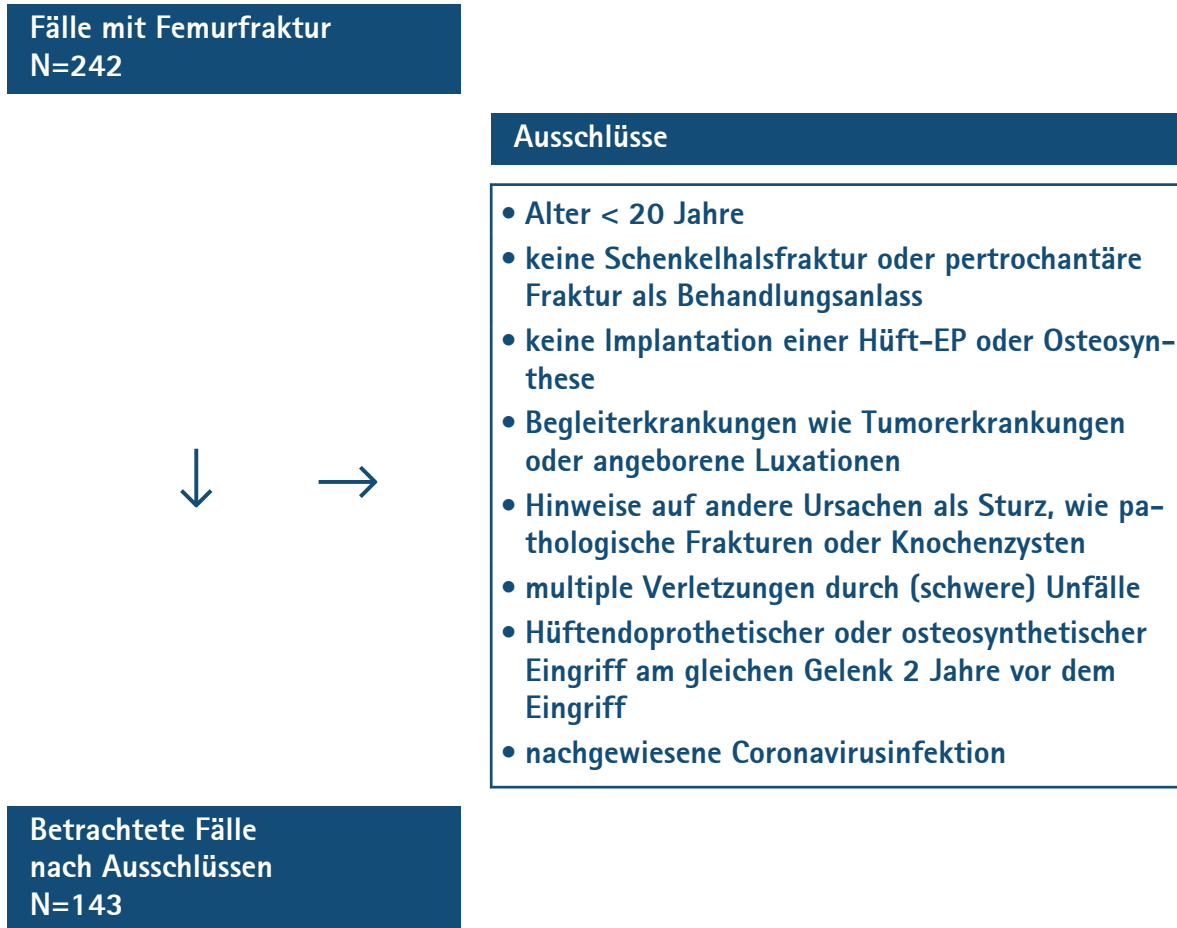 Fälle mit Femurfraktur
N=242
Ausschlüsse
• Alter < 20 Jahre
• keine Schenkelhalsfraktur oder pertrochantäre
Fraktur als Behandlungsanlass
• keine Implantation einer Hüft-EP oder Osteosyn-
these
• Begleiterkrankungen wie Tumorerkrankungen
oder angeborene Luxationen
• Hinweise auf andere Ursachen als Sturz, wie pa-
thologische Frakturen oder Knochenzysten
• multiple Verletzungen durch (schwere) Unfälle
• Hüftendoprothetischer oder osteosynthetischer
Eingriff am gleichen Gelenk 2 Jahre vor dem
Eingriff
• nachgewiesene Coronavirusinfektion
Betrachtete Fälle
nach Ausschlüssen
N=143